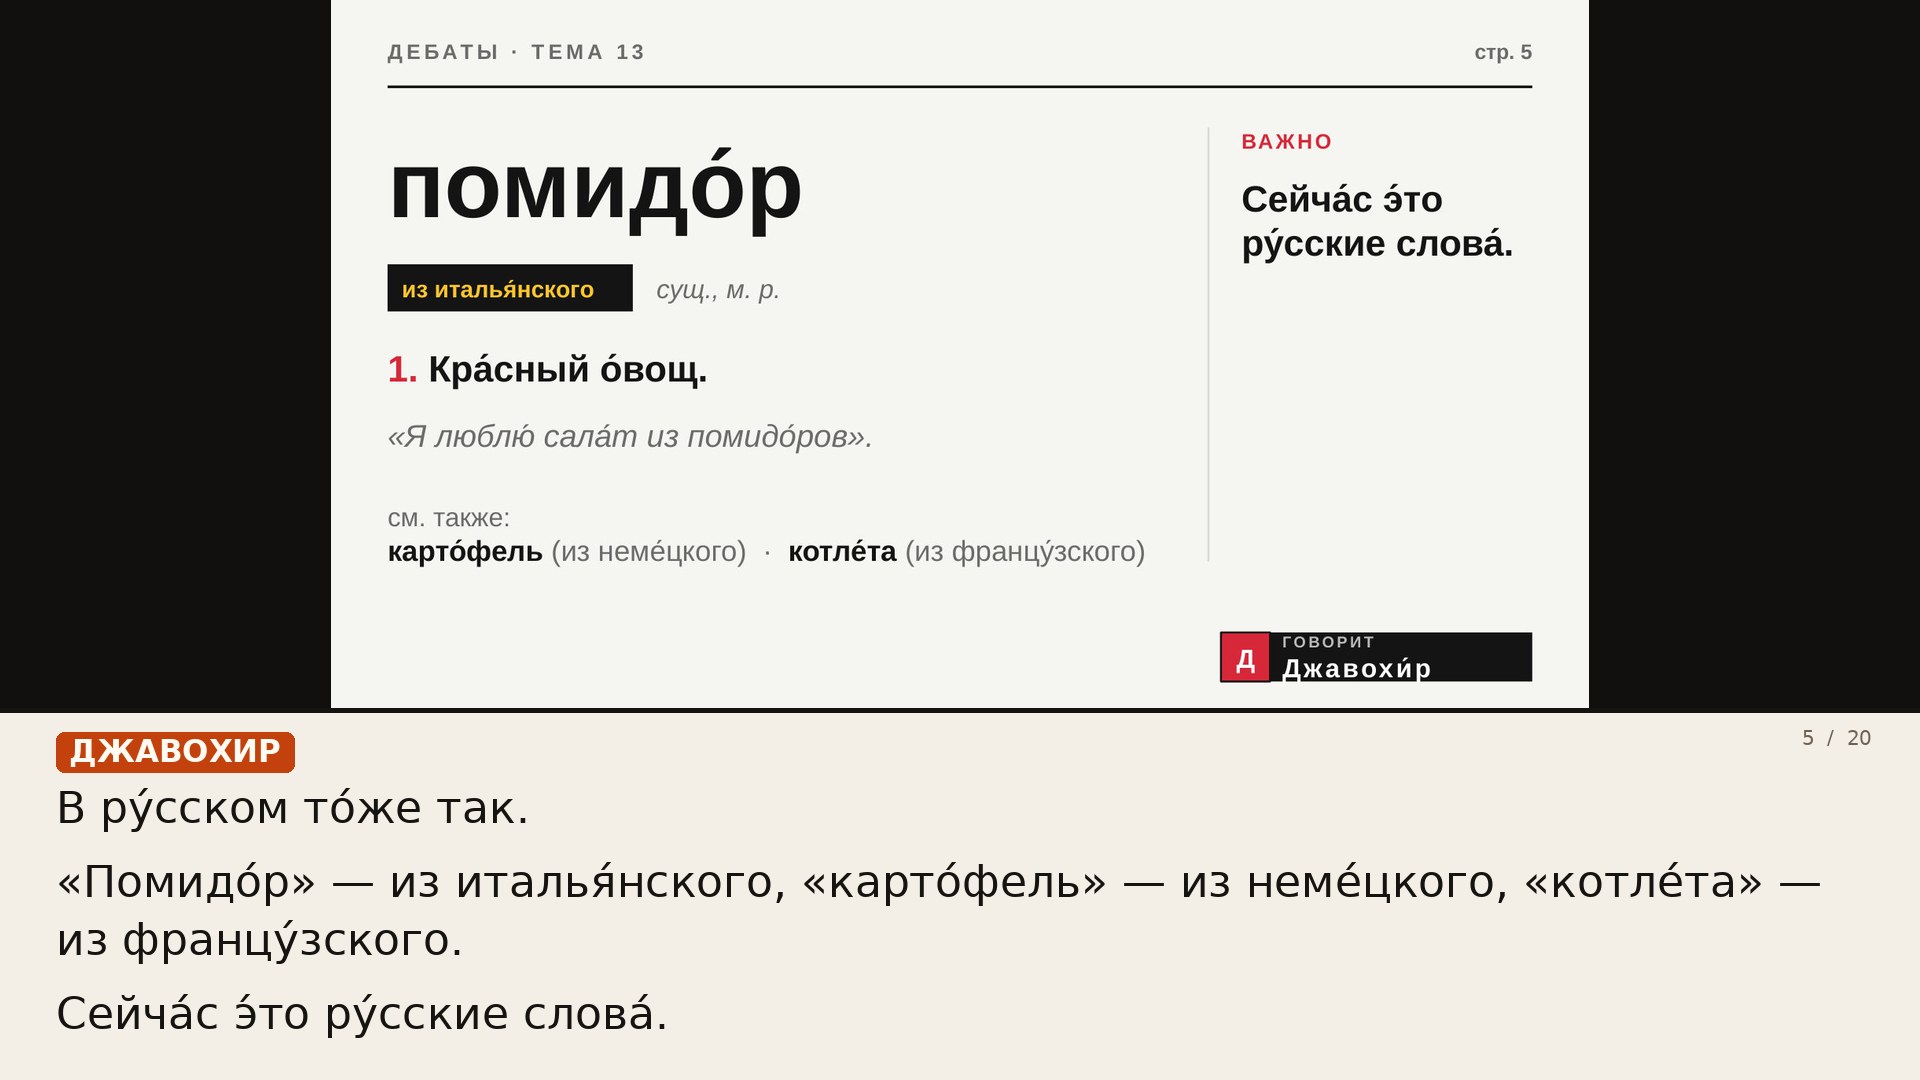 ДЕБАТЫ · ТЕМА 13
стр. 5
помидо́р
из италья́нского
сущ., м. р.
1. Кра́сный о́вощ.
«Я люблю́ сала́т из помидо́ров».
см. также:
карто́фель (из неме́цкого) · котле́та (из францу́зского)
ВАЖНО
Сейча́с э́то
ру́сские слова́.
Д
ГОВОРИТ
Джавохи́р
ДЖАВОХИР
5 / 20
В ру́сском то́же так.
«Помидо́р» — из италья́нского, «карто́фель» — из неме́цкого, «котле́та» —
из францу́зского.
Сейча́с э́то ру́сские слова́.